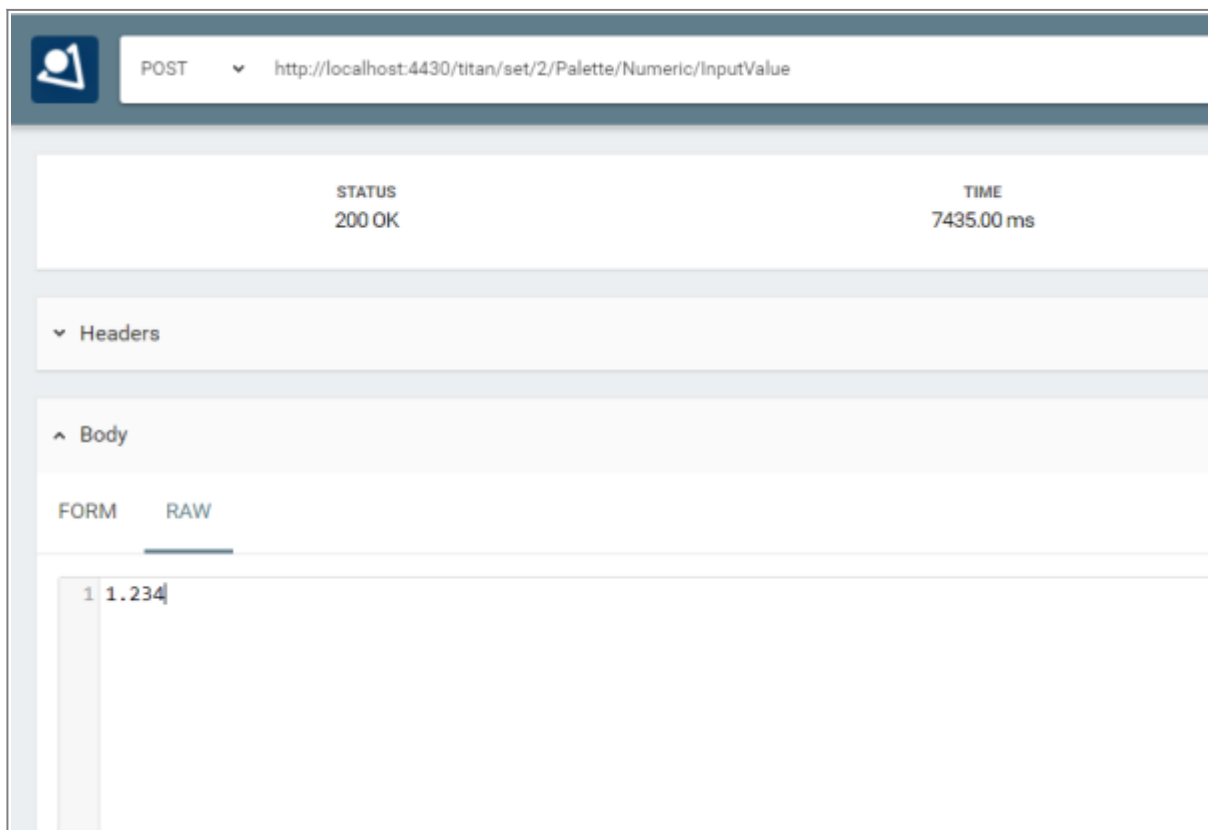 POST http://localhost:4430/titan/set/2/Palette/Numeric/InputValue
STATUS TIME
200 OK 7435.00 ms
Headers
Body
FORM RAW
1 1.234